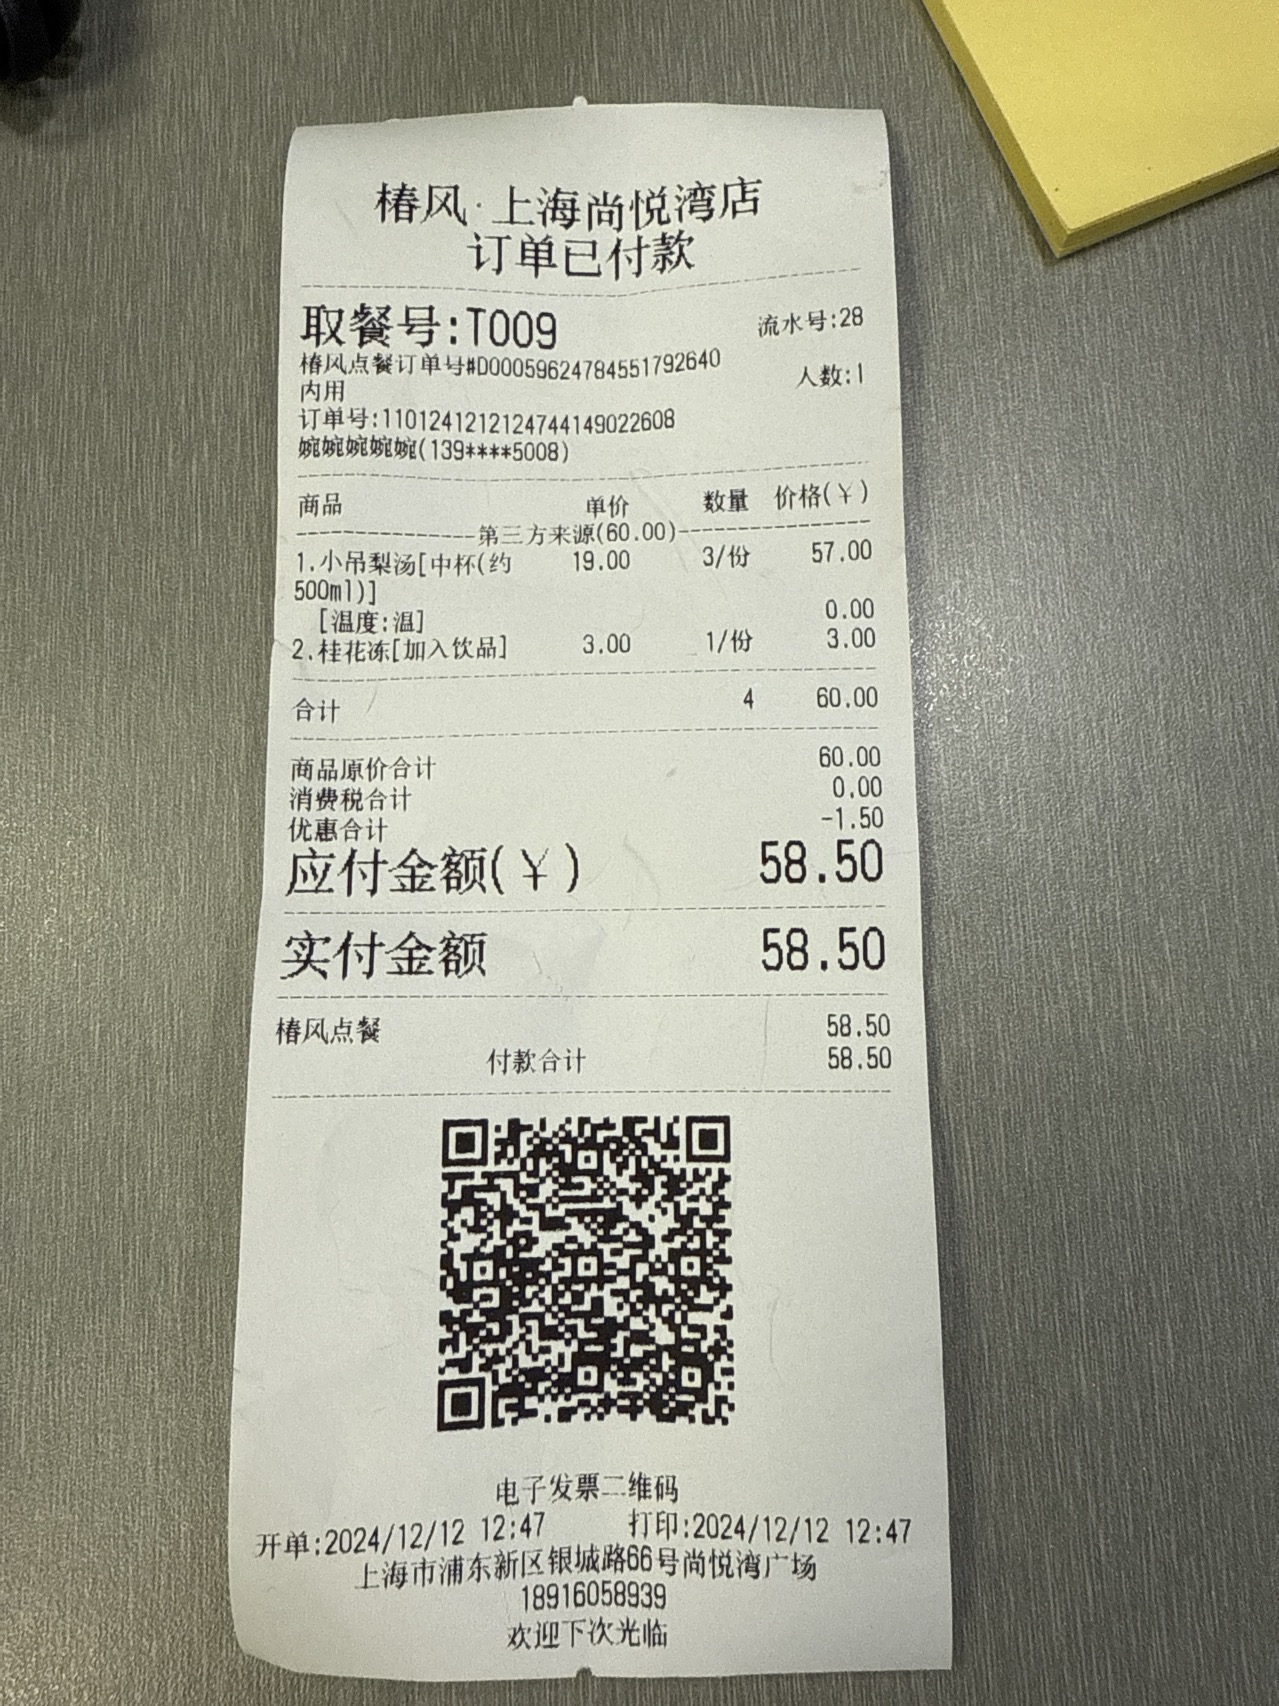 椿风·上海尚悦湾店
订单已付款
取餐号:T009 流水号:28
椿风点餐订单号#D00059624784551792640
内用 人数:1
订单号:1101241212124744149022608
婉婉婉婉婉(139****5008)
商品 单价 数量 价格(¥)
第三方来源(60.00)
1.小吊梨汤[中杯(约 19.00 3/份 57.00
500ml)]
[温度:温] 0.00
2.桂花冻[加入饮品] 3.00 1/份 3.00
合计 4 60.00
商品原价合计 60.00
消费税合计 0.00
优惠合计 -1.50
应付金额(¥) 58.50
实付金额 58.50
椿风点餐 58.50
付款合计 58.50
电子发票二维码
开单:2024/12/12 12:47 打印:2024/12/12 12:47
上海市浦东新区银城路66号尚悦湾广场
18916058939
欢迎下次光临